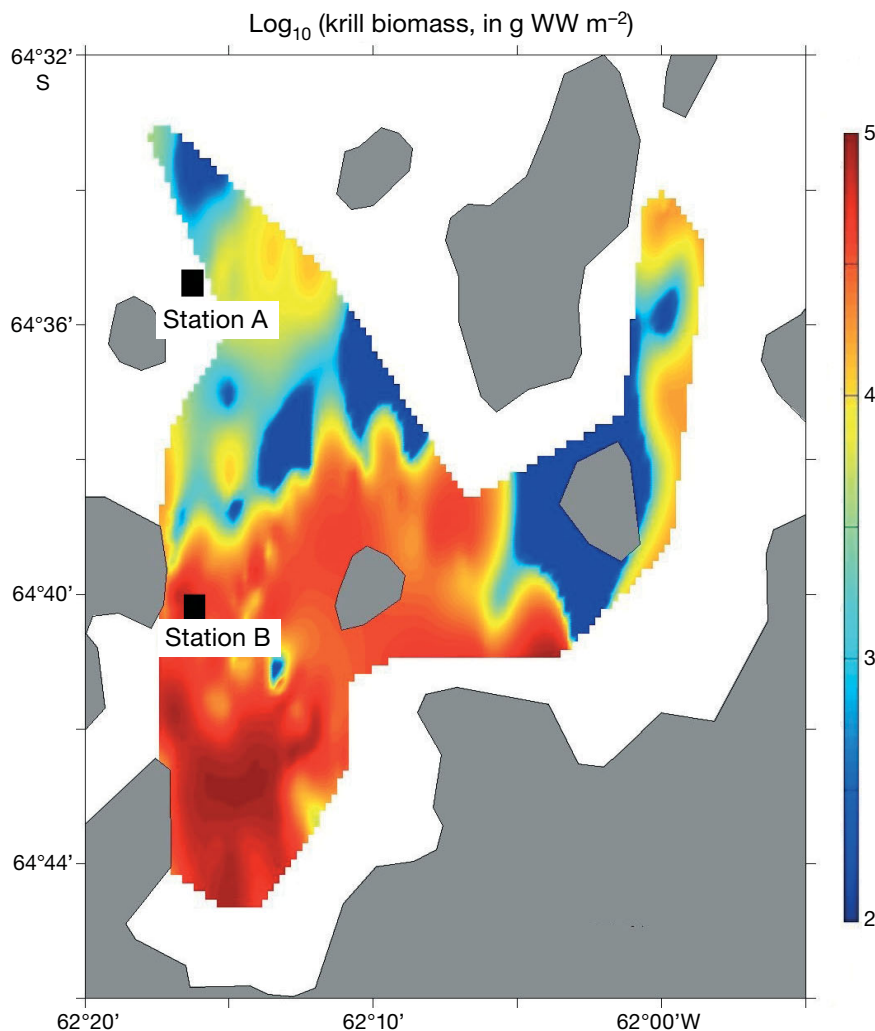 Log₁₀ (krill biomass, in g WW m⁻²)
64°32’
S
5
Station A
64°36’
4
64°40’
Station B
3
64°44’
2
62°20’
62°10’
62°00’W